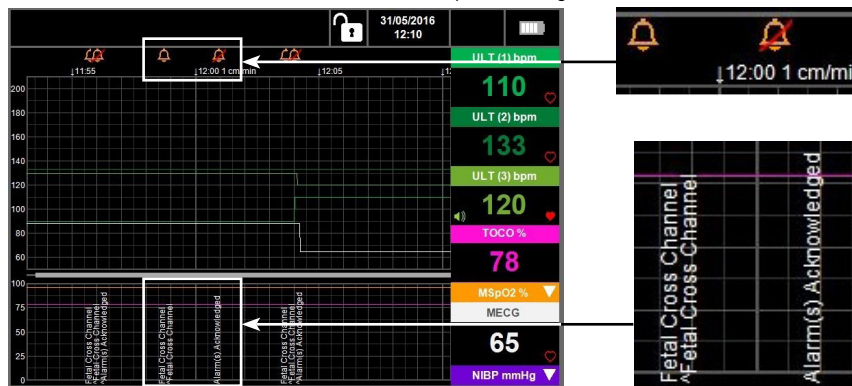 31/05/2016
12:10
↓11:55
↓12:00 1 cm/min
↓12:05
↓12:00 1 cm/mi
200
180
160
140
120
100
80
60
100
75
50
25
0
ULT (1) bpm
110
ULT (2) bpm
133
ULT (3) bpm
120
TOCO %
78
MSpO2 %
MECG
65
NIBP mmHg
Fetal Cross Channel
^Fetal Cross Channel
Alarm(s) Acknowledged
Fetal Cross Channel
^Fetal Cross Channel
Alarm(s) Acknowledged
Fetal Cross Channel
^Fetal Cross Channel
^Alarm(s) Acknowledged
Fetal Cross Channel
^Fetal Cross Channel
Alarm(s) Acknowledged